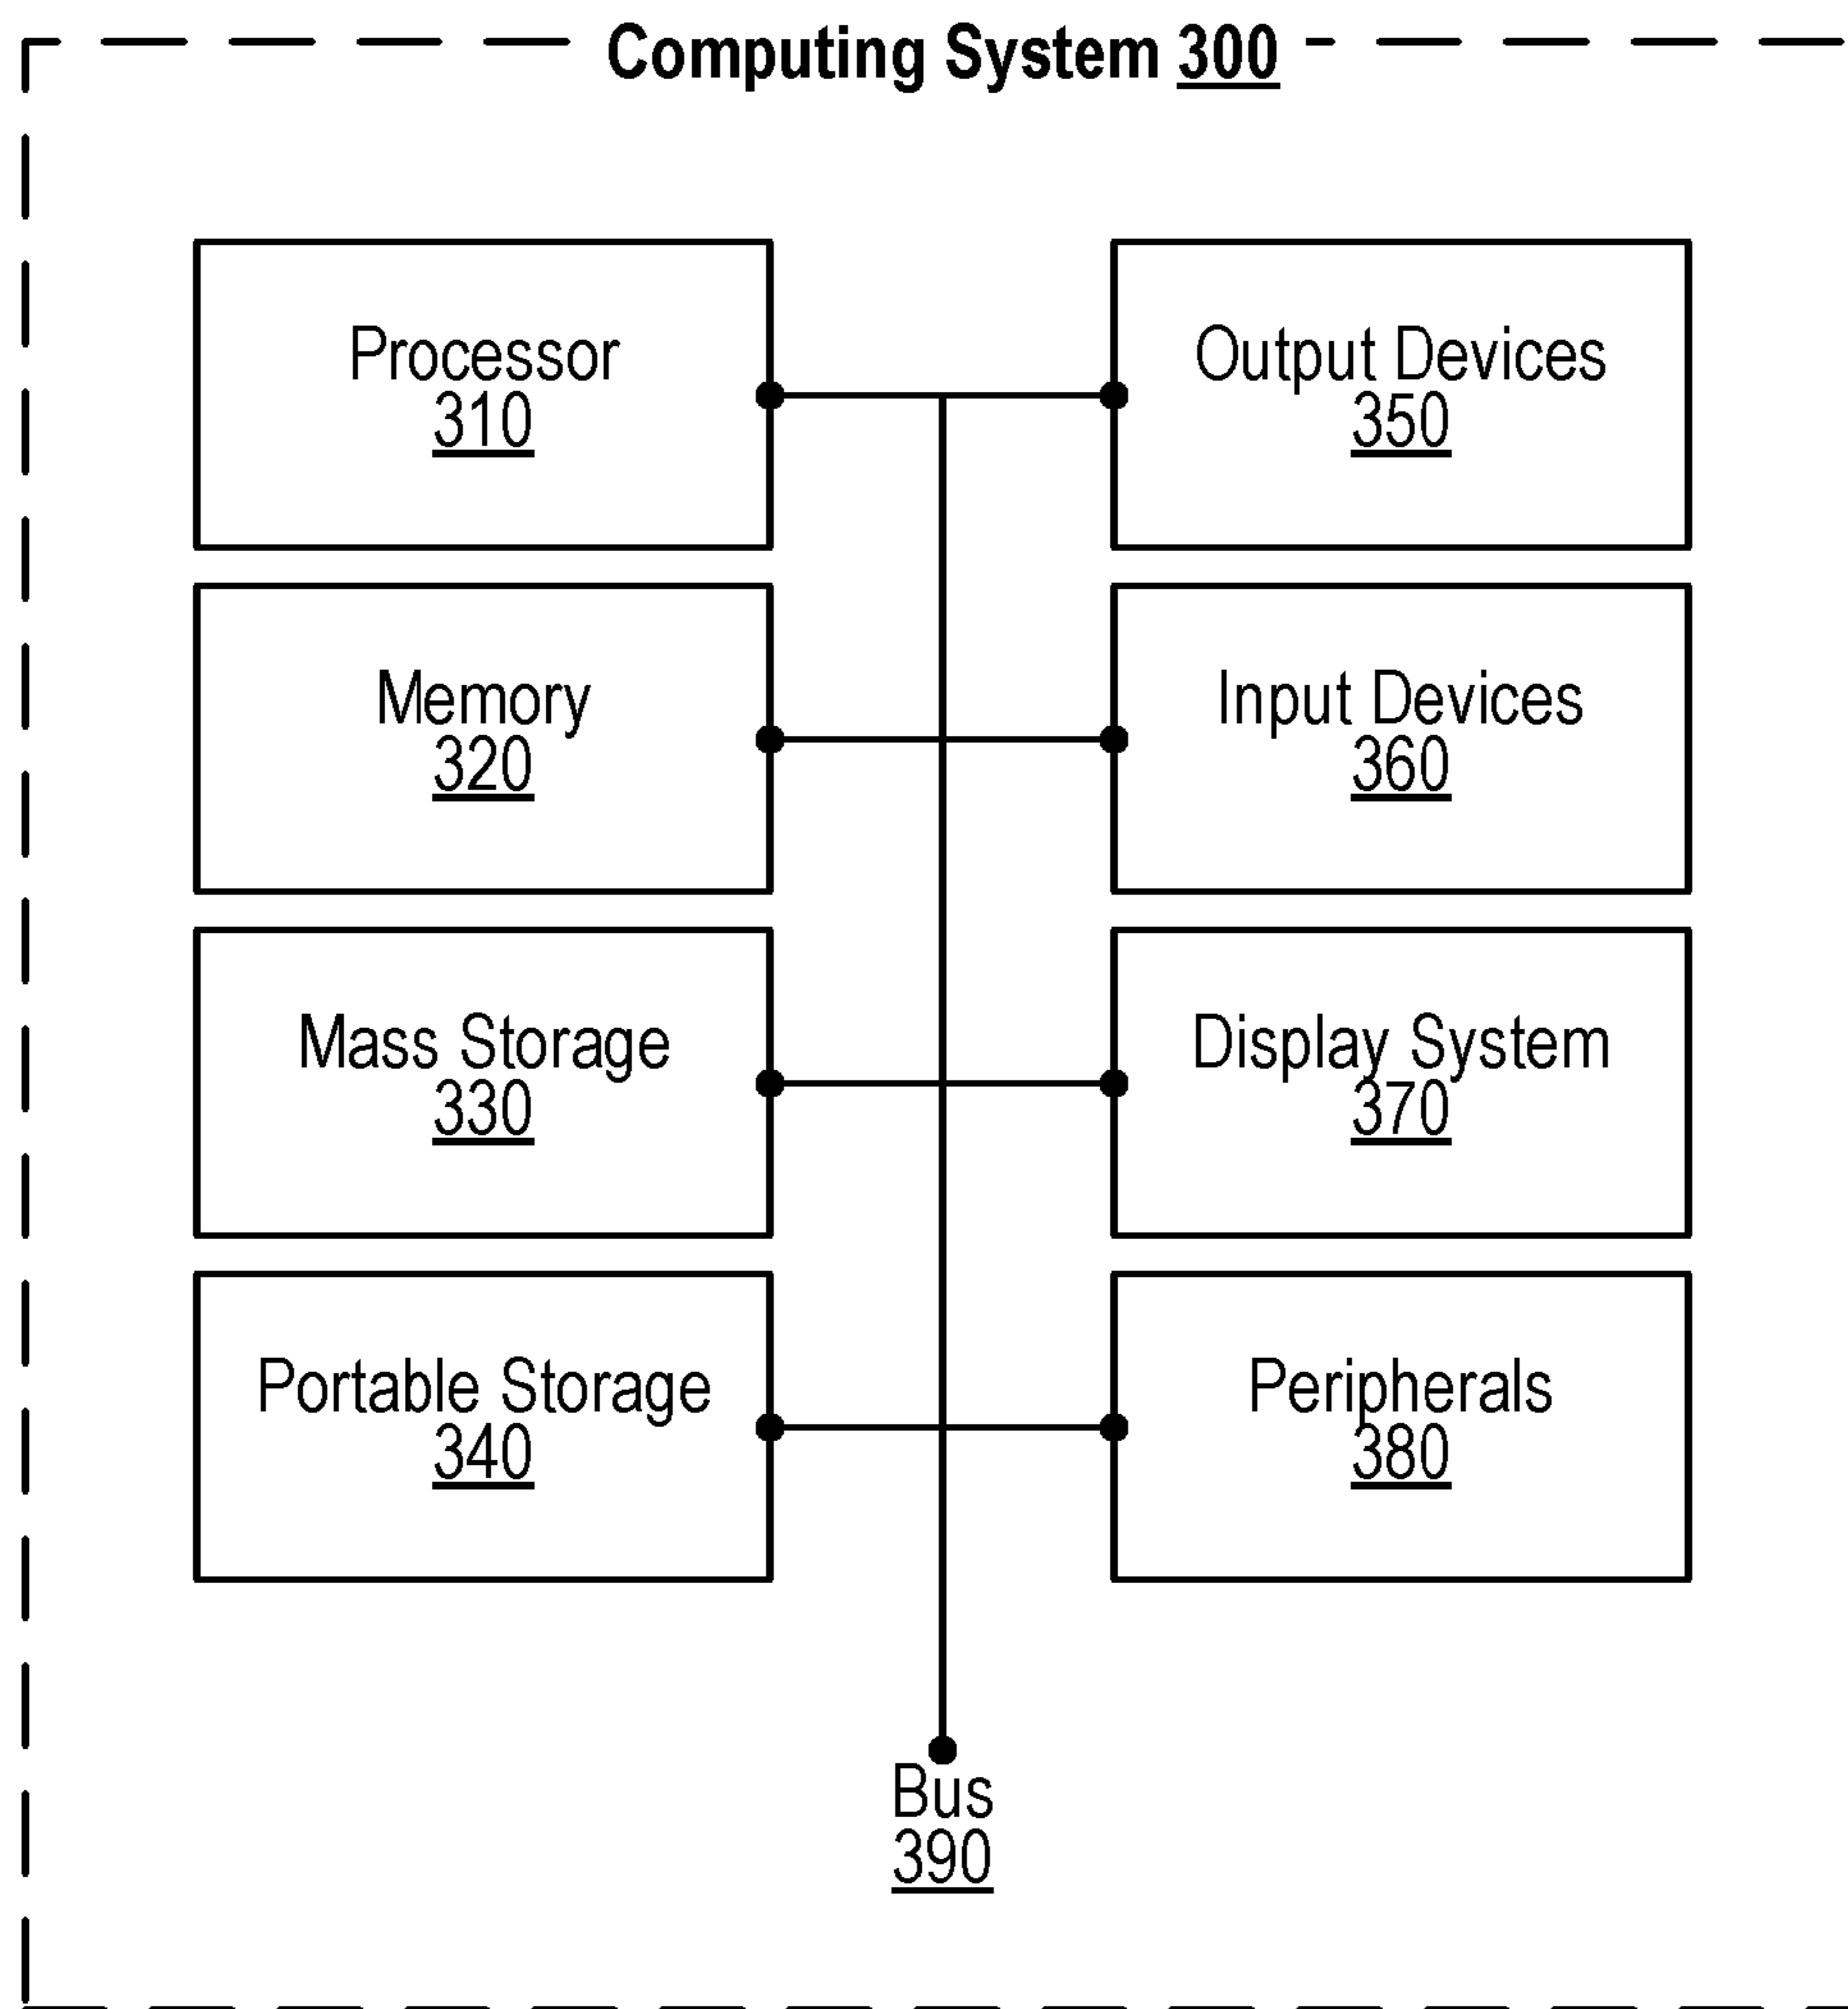 Computing System 300
Processor
310
Output Devices
350
Memory
320
Input Devices
360
Mass Storage
330
Display System
370
Portable Storage
340
Peripherals
380
Bus
390